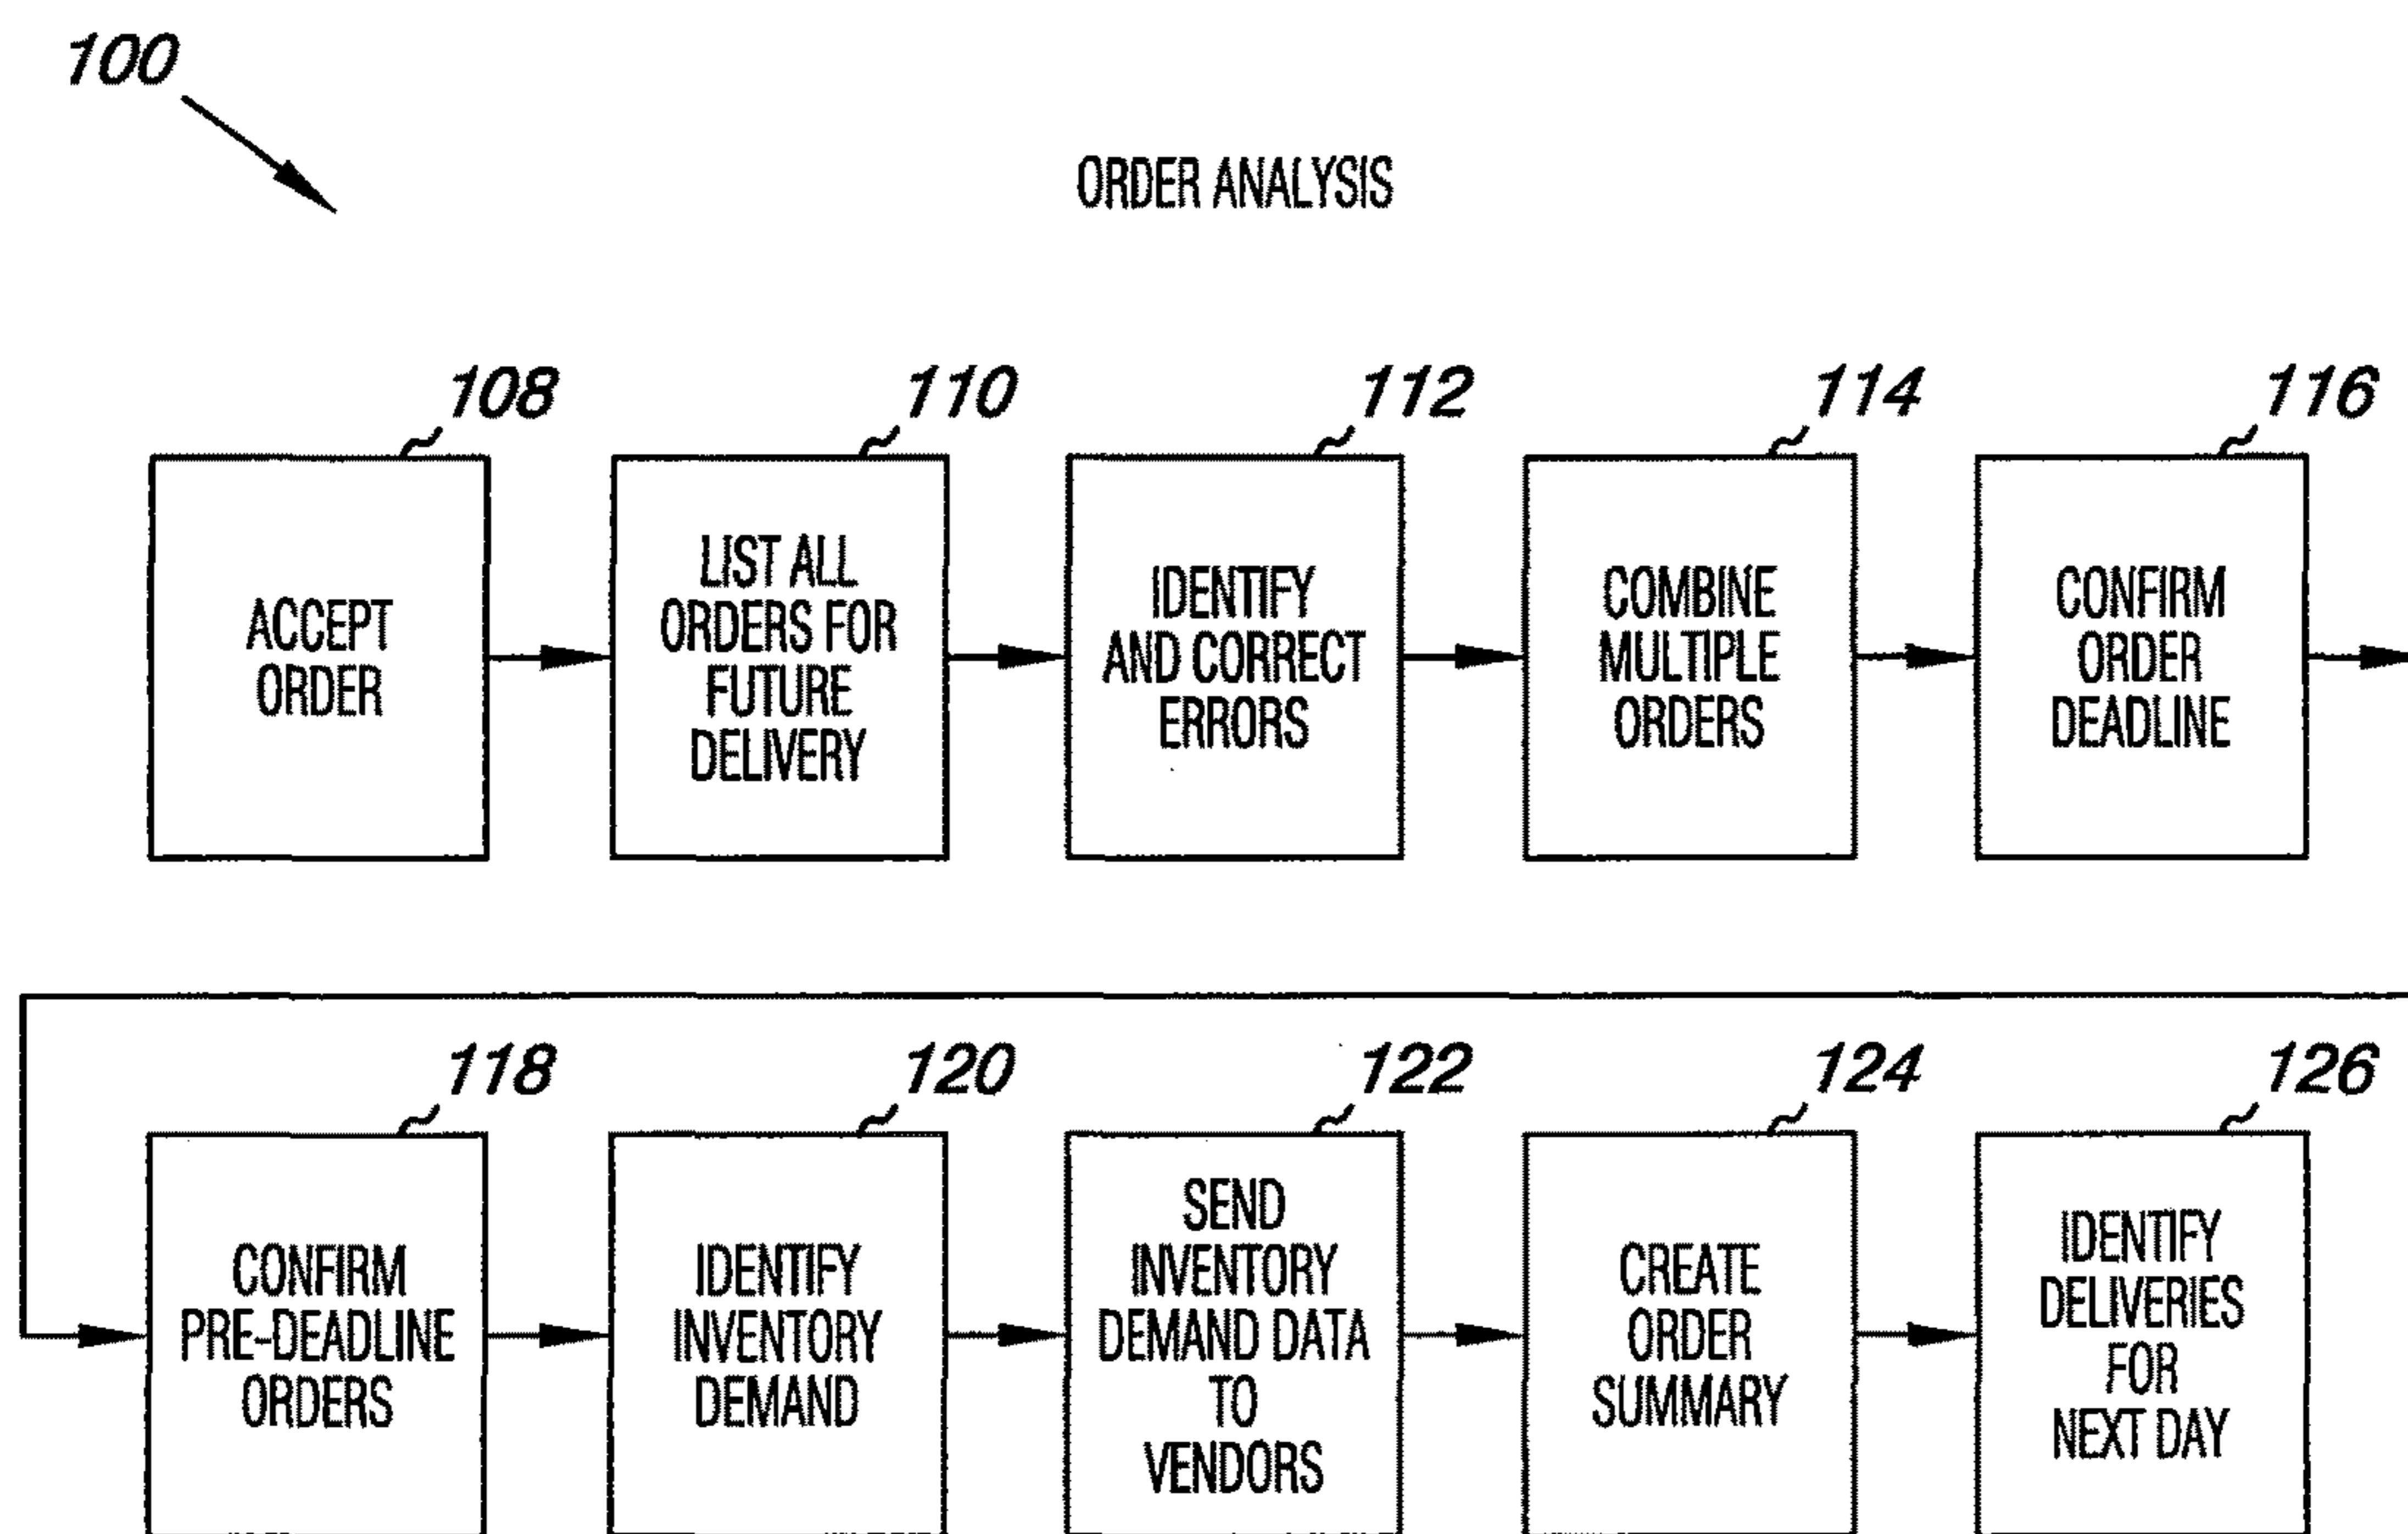 100
ORDER ANALYSIS
108
110
112
114
116
ACCEPT
ORDER
LIST ALL
ORDERS FOR
FUTURE
DELIVERY
IDENTIFY
AND CORRECT
ERRORS
COMBINE
MULTIPLE
ORDERS
CONFIRM
ORDER
DEADLINE
118
120
122
124
126
CONFIRM
PRE-DEADLINE
ORDERS
IDENTIFY
INVENTORY
DEMAND
SEND
INVENTORY
DEMAND DATA
TO
VENDORS
CREATE
ORDER
SUMMARY
IDENTIFY
DELIVERIES
FOR
NEXT DAY